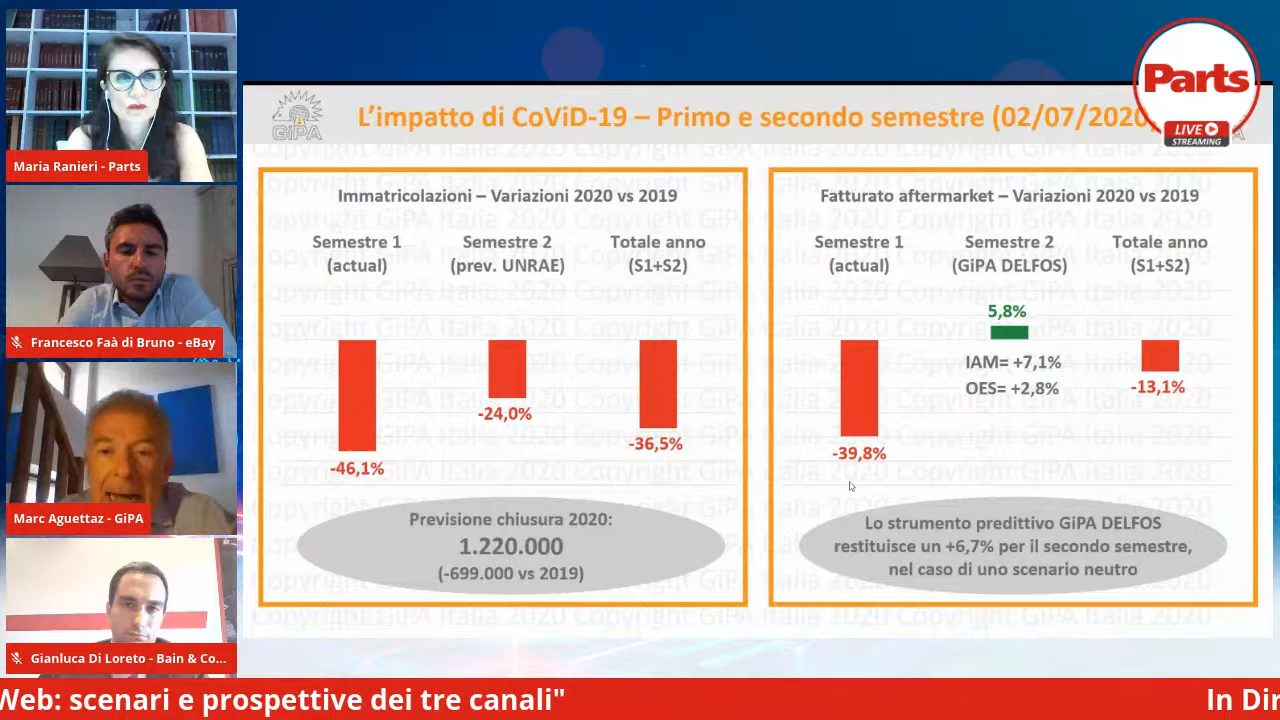 Parts
LIVE
STREAMING
GiPA
L'impatto di CoViD-19 – Primo e secondo semestre (02/07/2020
Maria Ranieri - Parts
Francesco Faà di Bruno - eBay
Marc Aguettaz - GiPA
Gianluca Di Loreto - Bain & Co...
Immatricolazioni – Variazioni 2020 vs 2019
Semestre 1
(actual)
Semestre 2
(prev. UNRAE)
Totale anno
(S1+S2)
-46,1%
-24,0%
-36,5%
Previsione chiusura 2020:
1.220.000
(-699.000 vs 2019)
Fatturato aftermarket – Variazioni 2020 vs 2019
Semestre 1
(actual)
Semestre 2
(GiPA DELFOS)
Totale anno
(S1+S2)
5,8%
IAM= +7,1%
OES= +2,8%
-39,8%
-13,1%
Lo strumento predittivo GiPA DELFOS
restituisce un +6,7% per il secondo semestre,
nel caso di uno scenario neutro
Copyright GiPA Italia 2020
Web: scenari e prospettive dei tre canali"
In Dir